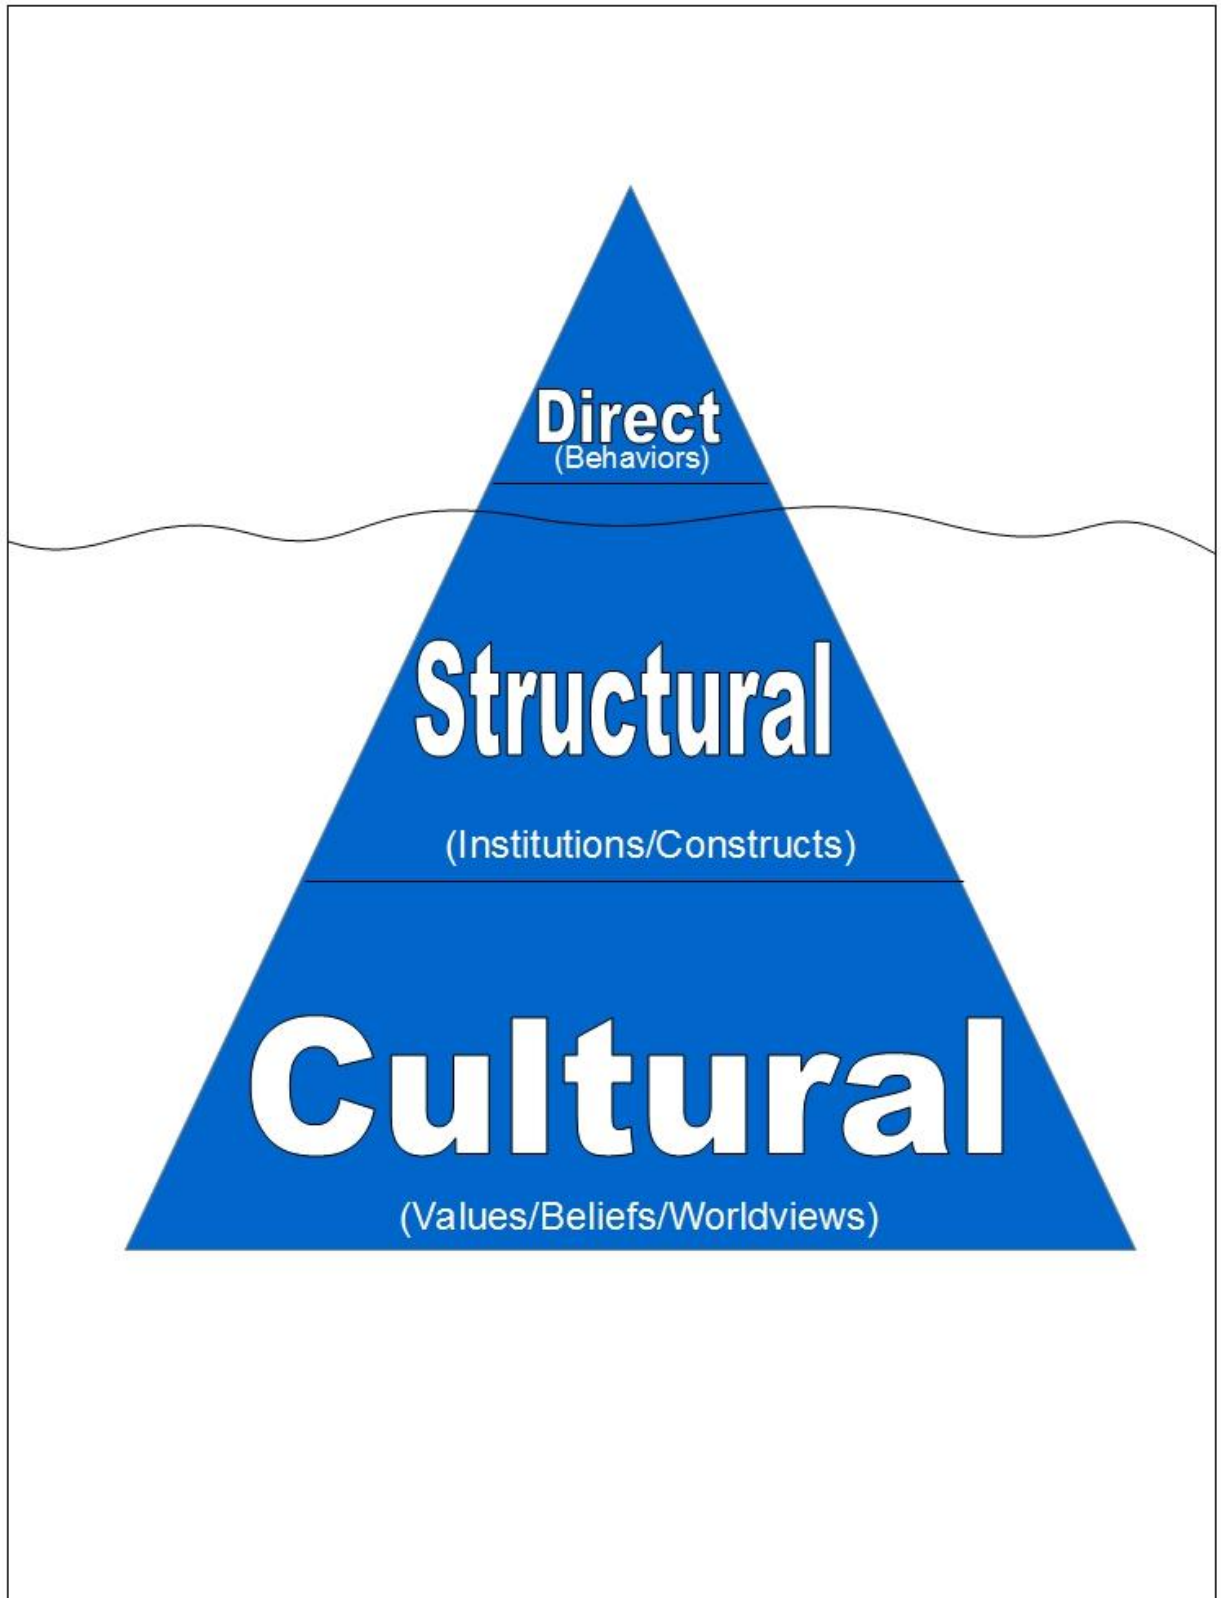 Direct
(Behaviors)
Structural
(Institutions/Constructs)
Cultural
(Values/Beliefs/Worldviews)